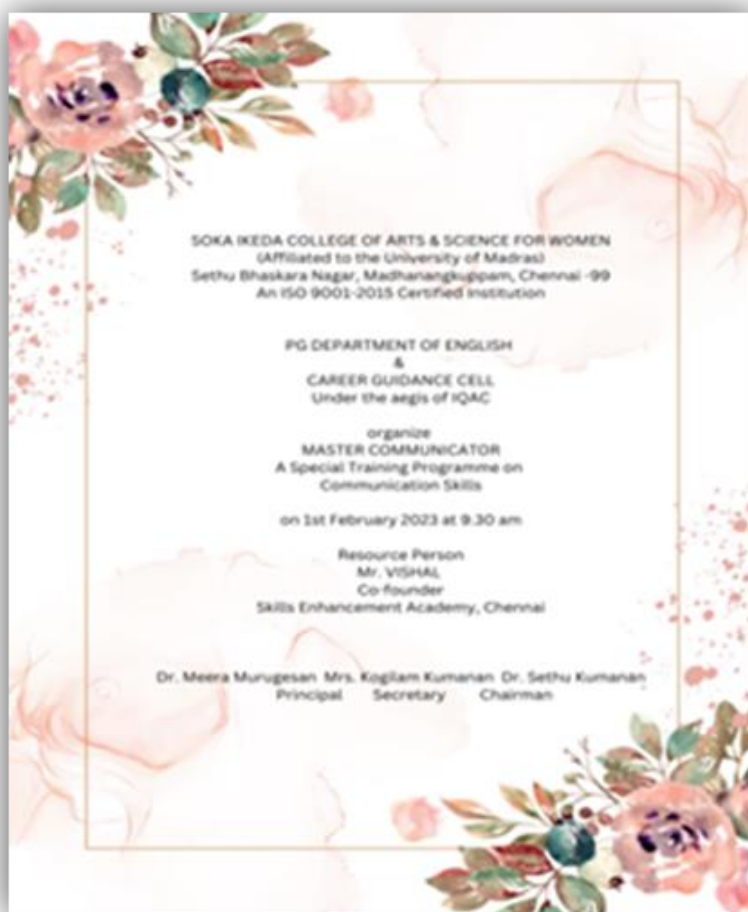 SOKA IKEDA COLLEGE OF ARTS & SCIENCE FOR WOMEN
(Affiliated to the University of Madras)
Sethu Bhaskara Nagar, Madhanangkuppam, Chennai -99
An ISO 9001-2015 Certified Institution
PG DEPARTMENT OF ENGLISH
&
CAREER GUIDANCE CELL
Under the aegis of IQAC
organize
MASTER COMMUNICATOR
A Special Training Programme on
Communication Skills
on 1st February 2023 at 9.30 am
Resource Person
Mr. VISHAL
Co-founder
Skills Enhancement Academy, Chennai
Dr. Meera Murugesan Mrs. Kogilam Kumanan Dr. Sethu Kumanan
Principal Secretary Chairman